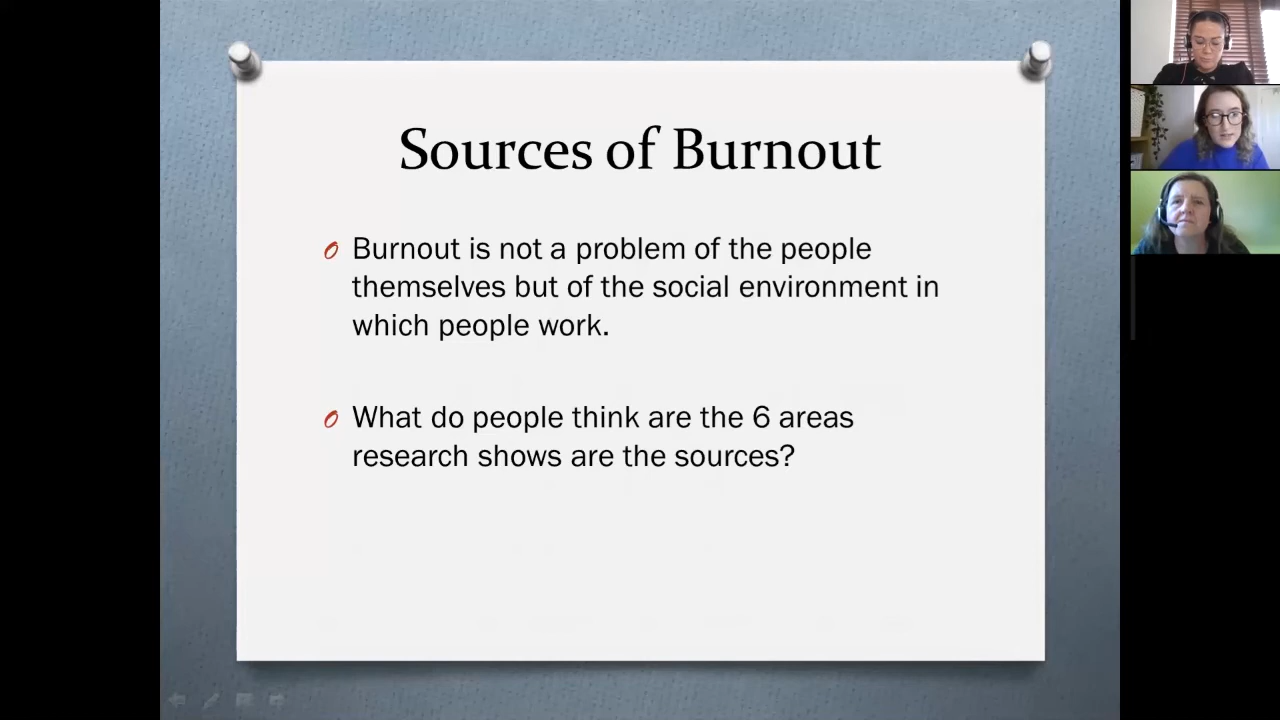 Sources of Burnout
Burnout is not a problem of the people
themselves but of the social environment in
which people work.
What do people think are the 6 areas
research shows are the sources?